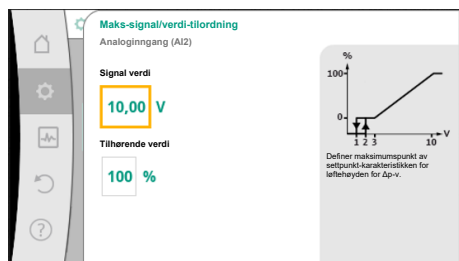 Maks-signal/verdi-tilordning
Analoginngang (AI2)
Signal verdi
10,00 V
Tilhørende verdi
100 %
%
100
0
1 2 3 10
V
Definer maksimumspunkt av
settpunkt-karakteristikken for
løftehøyden for Δp-v.
?